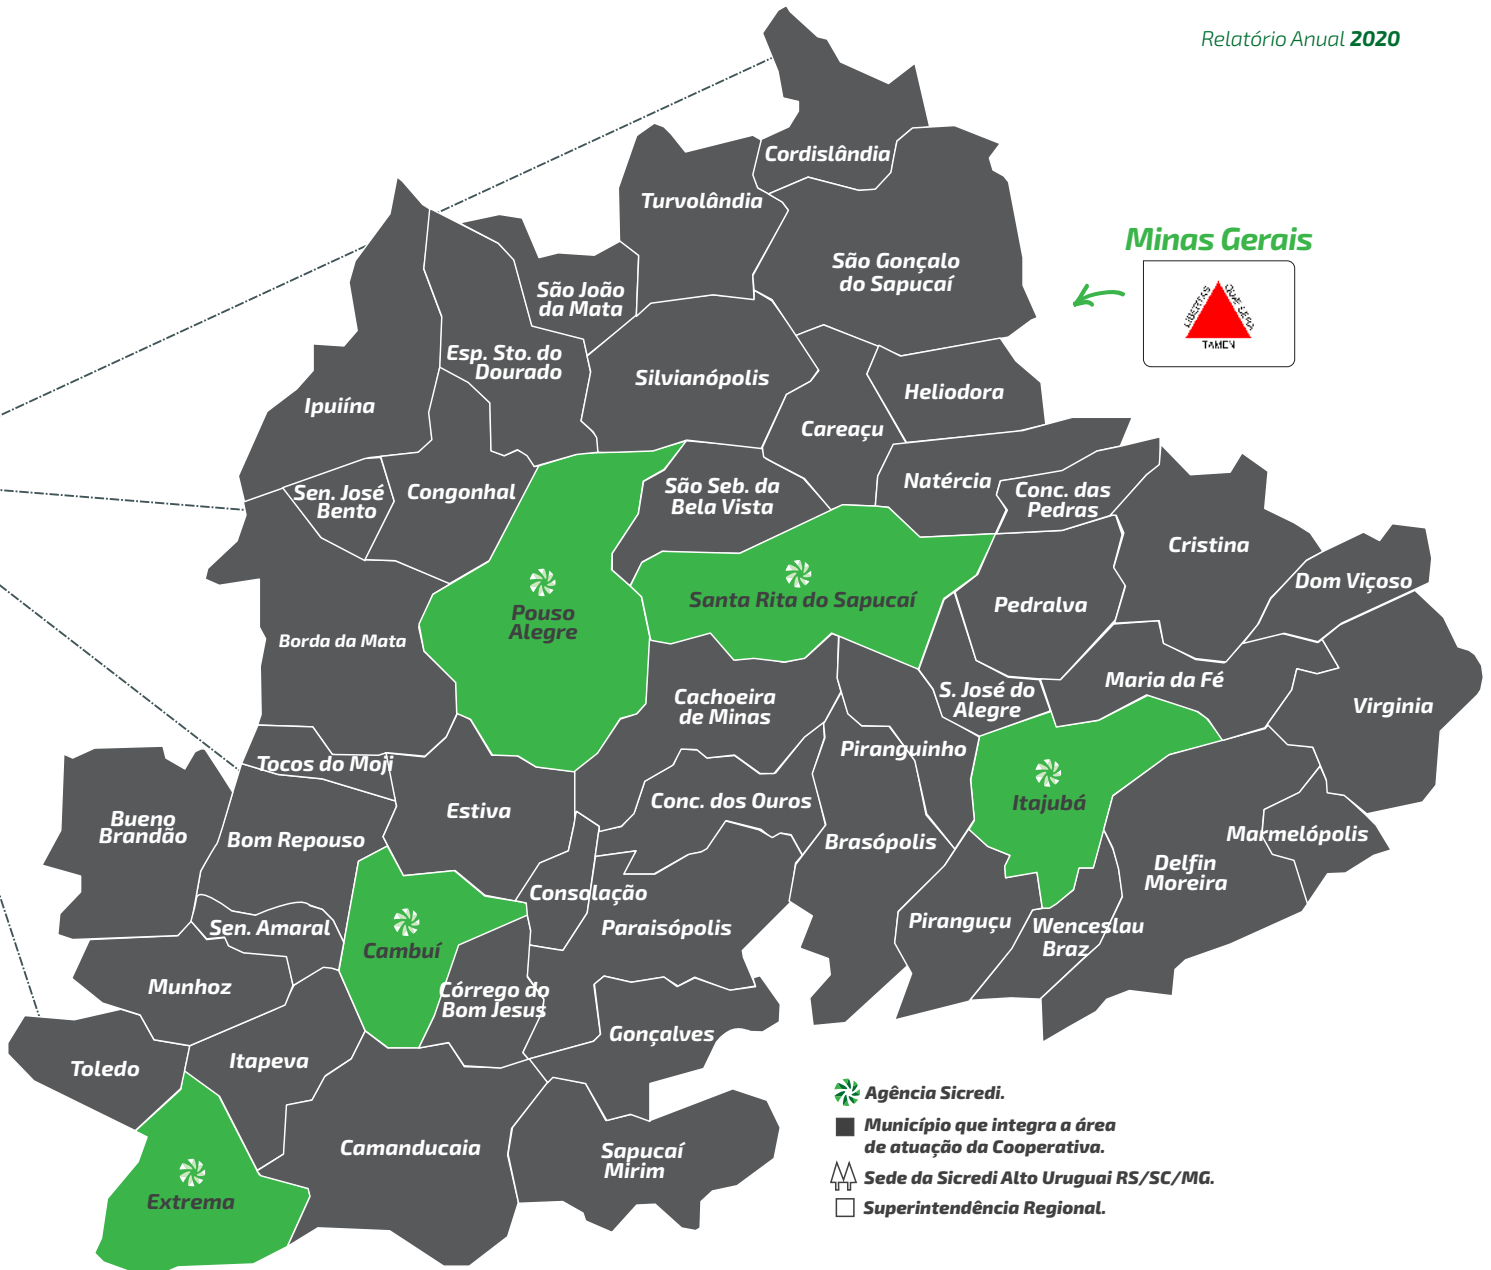 Relatório Anual 2020
Cordislândia
Turvolândia
Minas Gerais
São Gonçalo
do Sapucaí
LIBERTAS
QUAE SERA
TAMEN
São João
da Mata
Esp. Sto. do
Dourado
Silvianópolis
Heliodora
Ipuiína
Careaçu
Natércia
São Seb. da
Bela Vista
Conc. das
Pedras
Sen. José
Bento
Congonhal
Cristina
Dom Viçoso
Santa Rita do Sapucaí
Pedralva
Pouso
Alegre
Borda da Mata
Maria da Fé
S. José do
Alegre
Cachoeira
de Minas
Virginia
Piranguinho
Tocos do Moji
Itajubá
Conc. dos Ouros
Estiva
Bueno
Brandão
Bom Repouso
Brasópolis
Marmelópolis
Delfin
Moreira
Consolação
Paraisópolis
Piranguçu
Wenceslau
Braz
Sen. Amaral
Cambuí
Munhoz
Córrego do
Bom Jesus
Gonçalves
Toledo
Itapeva
Camanducaia
Sapucaí
Mirim
Extrema
Agência Sicredi.
Município que integra a área
de atuação da Cooperativa.
Sede da Sicredi Alto Uruguai RS/SC/MG.
Superintendência Regional.